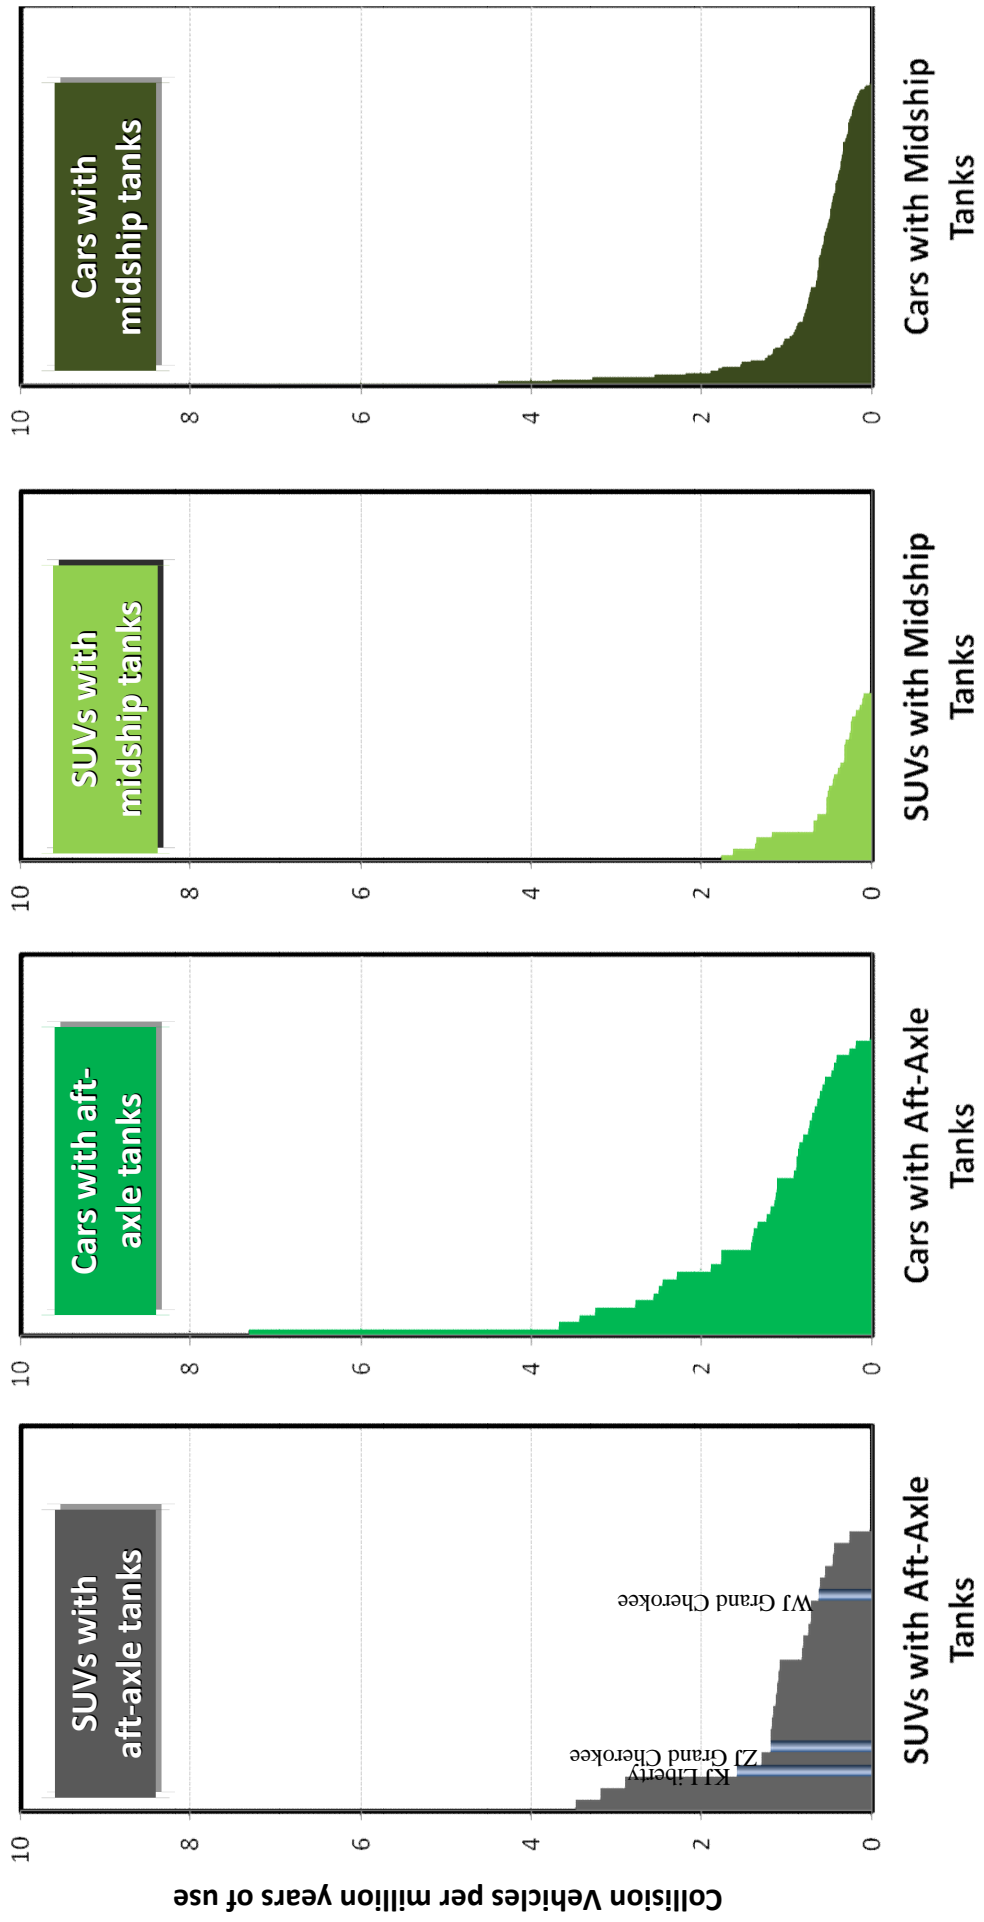 Collision Vehicles per million years of use
10
8
6
4
2
0
SUVs with
aft-axle tanks
KJ Liberty
ZJ Grand Cherokee
WJ Grand Cherokee
SUVs with Aft-Axle
Tanks
10
8
6
4
2
0
Cars with aft-
axle tanks
Cars with Aft-Axle
Tanks
10
8
6
4
2
0
SUVs with
midship tanks
SUVs with Midship
Tanks
10
8
6
4
2
0
Cars with
midship tanks
Cars with Midship
Tanks